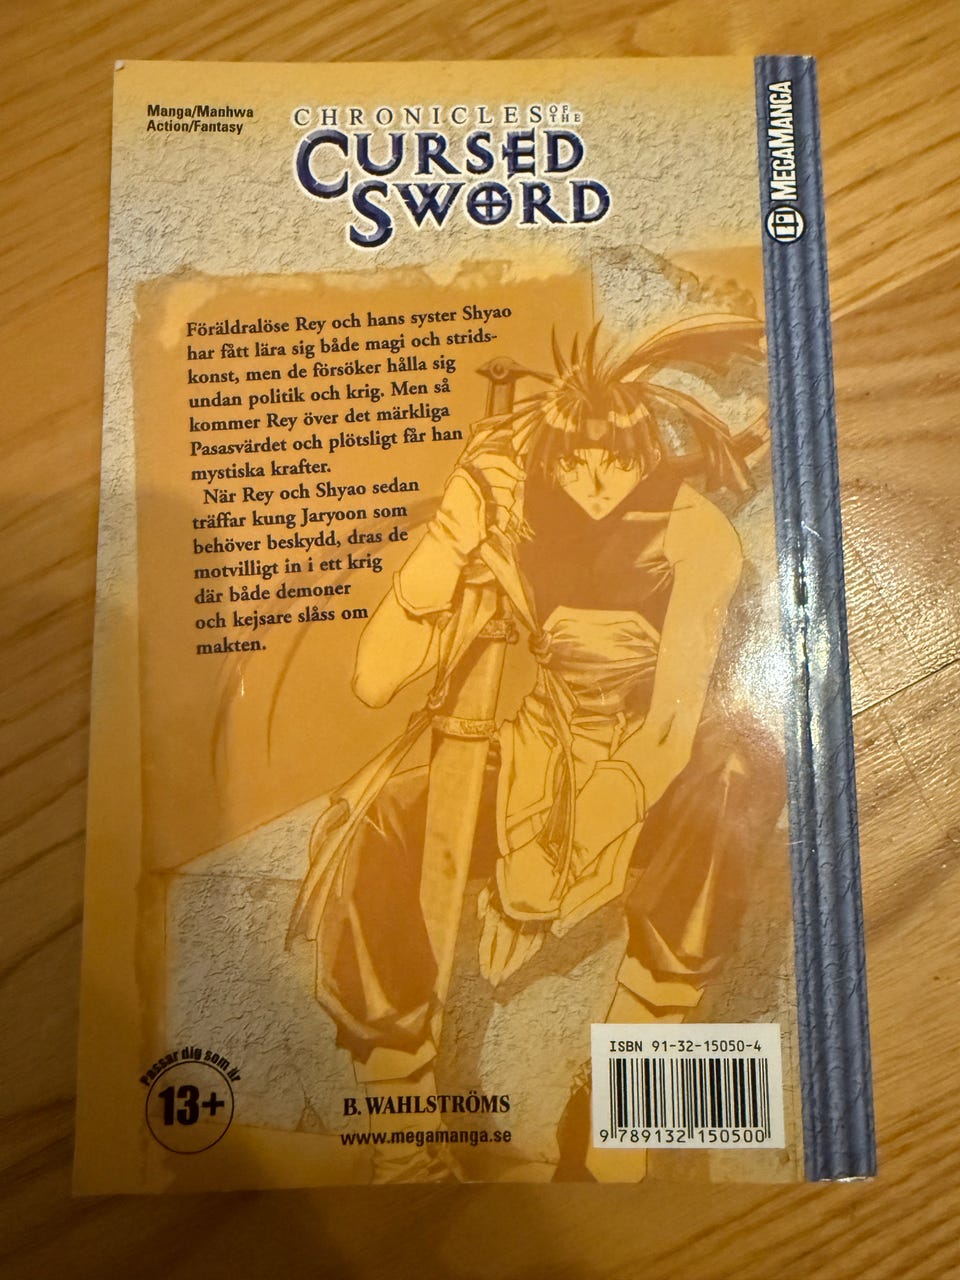 Manga/Manhwa
Action/Fantasy
CHRONICLES OF THE
CURSED
SWORD
MEGAMANGA
Föräldralöse Rey och hans syster Shyao
har fått lära sig både magi och strids-
konst, men de försöker hålla sig
undan politik och krig. Men så
kommer Rey över det märkliga
Pasasvärdet och plötsligt får han
mystiska krafter.
När Rey och Shyao sedan
träffar kung Jaryoon som
behöver beskydd, dras de
motvilligt in i ett krig
där både demoner
och kejsare slåss om
makten.
Passar dig som är
13+
B. WAHLSTRÖMS
www.megamanga.se
ISBN 91-32-15050-4
9 789132 150500